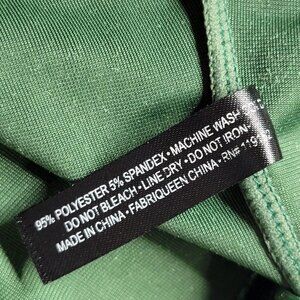 95% POLYESTER 5% SPANDEX • MACHINE WASH
DO NOT BLEACH • LINE DRY • DO NOT IRON •
MADE IN CHINA • FABRIQUEEN CHINA • RN#